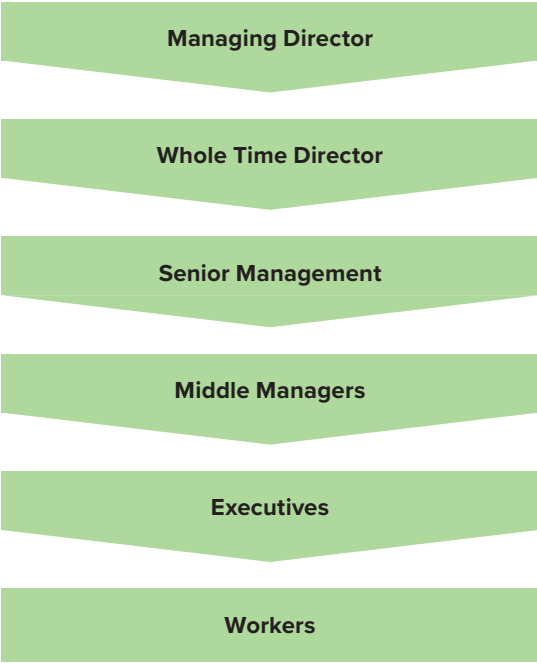 Managing Director
Whole Time Director
Senior Management
Middle Managers
Executives
Workers